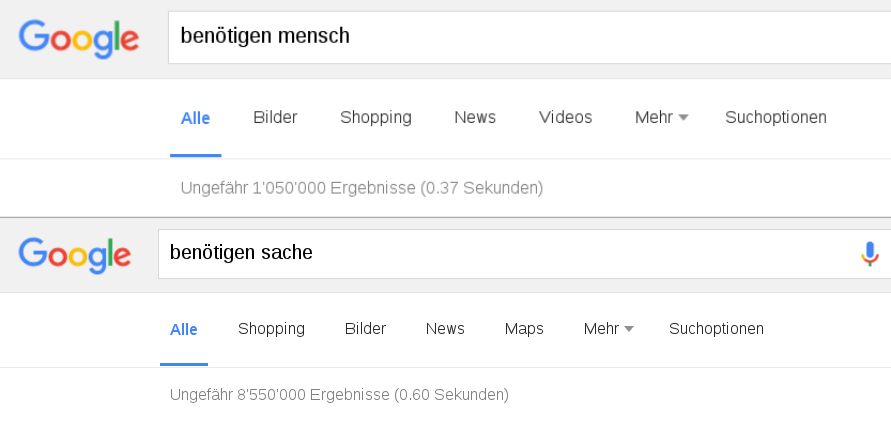 Google benötigen mensch
Alle Bilder Shopping News Videos Mehr Suchoptionen
Ungefähr 1'050'000 Ergebnisse (0.37 Sekunden)
Google benötigen sache
Alle Shopping Bilder News Maps Mehr Suchoptionen
Ungefähr 8'550'000 Ergebnisse (0.60 Sekunden)